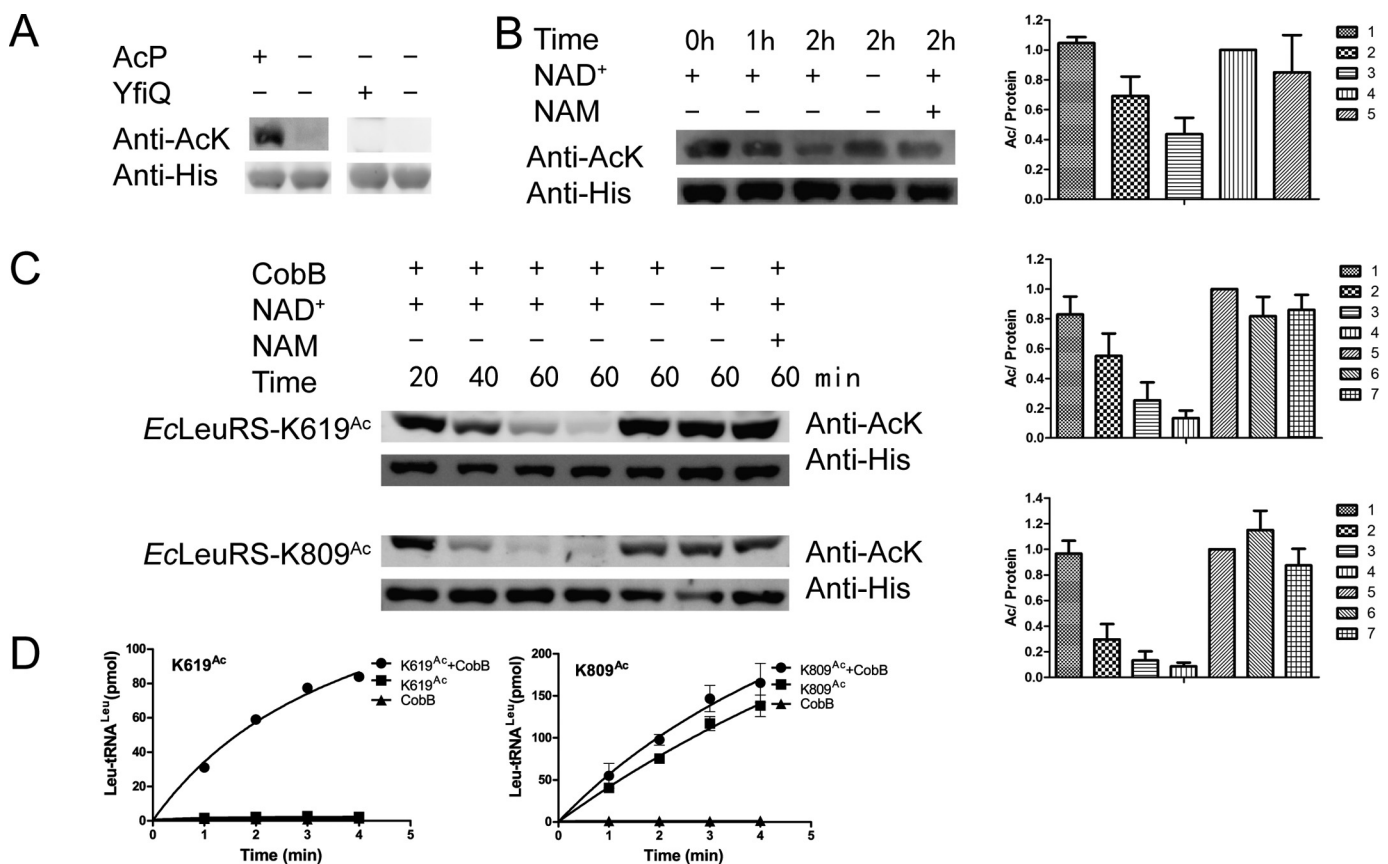 A
AcP + − − −
YfiQ − − + −
Anti-AcK
Anti-His
B
Time 0h 1h 2h 2h 2h
NAD+ + + + − +
NAM − − − − +
Anti-AcK
Anti-His
Ac/ Protein
1.2
1.0
0.8
0.6
0.4
0.2
0.0
1
2
3
4
5
C
CobB + + + + + − +
NAD+ + + + + − + +
NAM − − − − − − +
Time 20 40 60 60 60 60 60 min
EcLeuRS-K619Ac Anti-AcK
Anti-His
EcLeuRS-K809Ac Anti-AcK
Anti-His
Ac/ Protein
1.2
1.0
0.8
0.6
0.4
0.2
0.0
1
2
3
4
5
6
7
Ac/ Protein
1.4
1.2
1.0
0.8
0.6
0.4
0.2
0.0
1
2
3
4
5
6
7
D
K619Ac
Leu-tRNALeu(pmol)
100
80
60
40
20
0
0 1 2 3 4 5
Time (min)
K619Ac+CobB
K619Ac
CobB
K809Ac
Leu-tRNALeu(pmol)
200
150
100
50
0
0 1 2 3 4 5
Time (min)
K809Ac+CobB
K809Ac
CobB